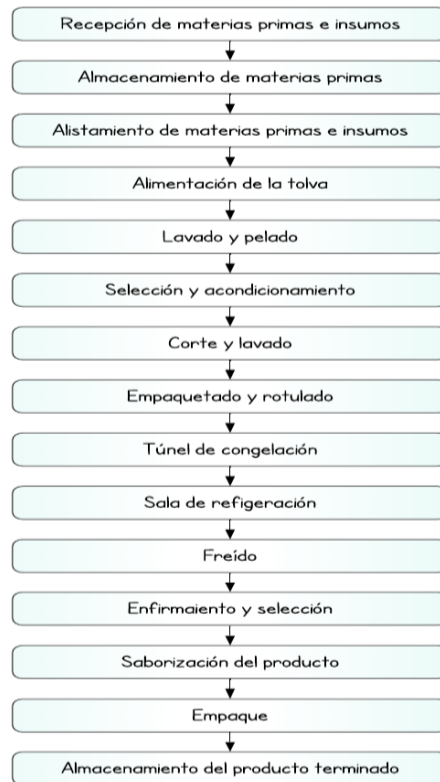 Recepción de materias primas e insumos
Almacenamiento de materias primas
Alistamiento de materias primas e insumos
Alimentación de la tolva
Lavado y pelado
Selección y acondicionamiento
Corte y lavado
Empaquetado y rotulado
Túnel de congelación
Sala de refigeración
Freído
Enfirmaiento y selección
Saborización del producto
Empaque
Almacenamiento del producto terminado